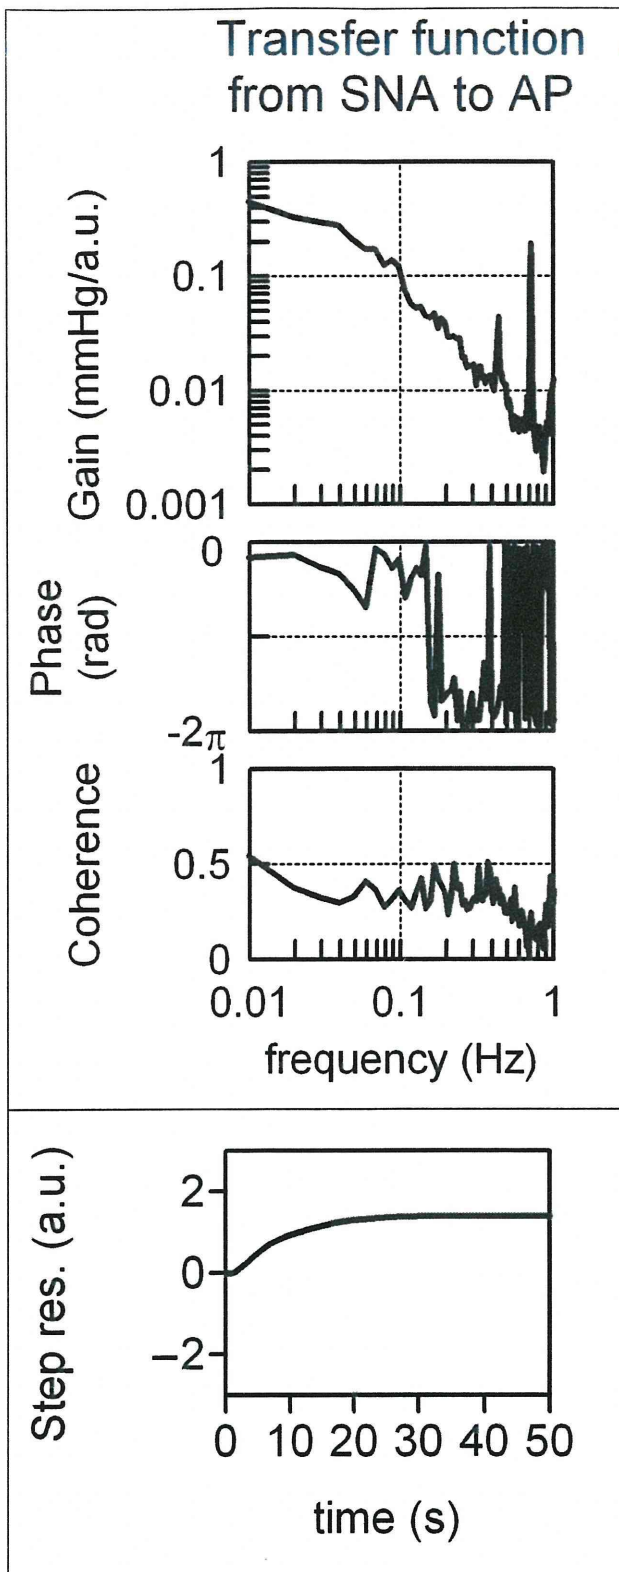 Transfer function
from SNA to AP
Gain (mmHg/a.u.)
1
0.1
0.01
0.001
Phase
(rad)
0
-2π
Coherence
1
0.5
0
0.01 0.1 1
frequency (Hz)
Step res. (a.u.)
2
0
−2
0 10 20 30 40 50
time (s)